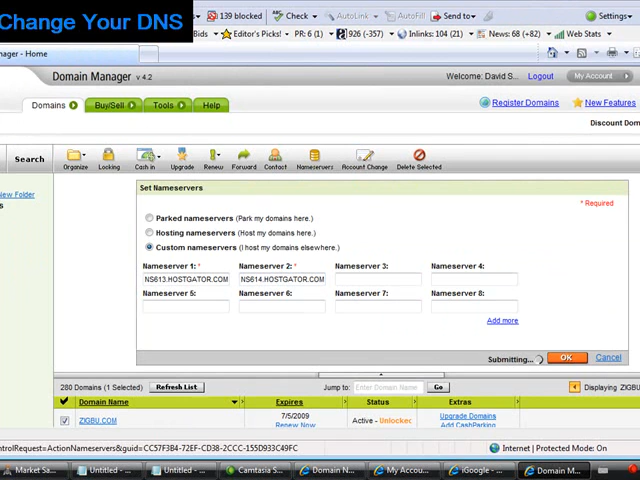 Change Your DNS
139 blocked Check AutoLink AutoFill Send to Settings
Editor's Picks! PR: 6 (1) 926 (-357) Inlinks: 104 (21) News: 68 (+82) Web Stats
nager - Home
Domain Manager v 4.2 Welcome: David S... Logout My Account
Domains Buy/Sell Tools Help Register Domains New Features
Discount Dom
Search Organize Locking Cash in Upgrade Renew Forward Contact Nameservers Account Change Delete Selected
Set Nameservers
New Folder
* Required
Parked nameservers (Park my domains here.)
Hosting nameservers (Host my domains here.)
Custom nameservers (I host my domains elsewhere.)
Nameserver 1: * Nameserver 2: * Nameserver 3: Nameserver 4:
NS613.HOSTGATOR.COM NS614.HOSTGATOR.COM
Nameserver 5: Nameserver 6: Nameserver 7: Nameserver 8:
Add more
Submitting... OK Cancel
280 Domains (1 Selected) Refresh List Jump to: Enter Domain Name Go Displaying ZIGBU
Domain Name Expires Status Extras
ZIGBU.COM 7/5/2009 Active - Unlocked Upgrade Domains
Renew Now Add CashParking
ontrolRequest=ActionNameservers&guid=CC57F3B4-72EF-CD38-2CCC-155D933C49FC Internet | Protected Mode: On
Market Sa... Untitled - ... Untitled - ... Camtasia S... Domain N... My Accou... iGoogle - ... Domain M...